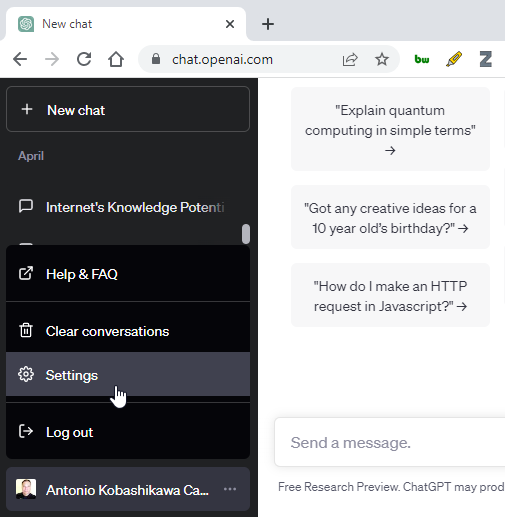 New chat
chat.openai.com
bw
Z
New chat
April
Internet's Knowledge Potenti
Help & FAQ
Clear conversations
Settings
Log out
Antonio Kobashikawa Ca...
"Explain quantum
computing in simple terms"
→
"Got any creative ideas for a
10 year old's birthday?" →
"How do I make an HTTP
request in Javascript?" →
Send a message.
Free Research Preview. ChatGPT may prod